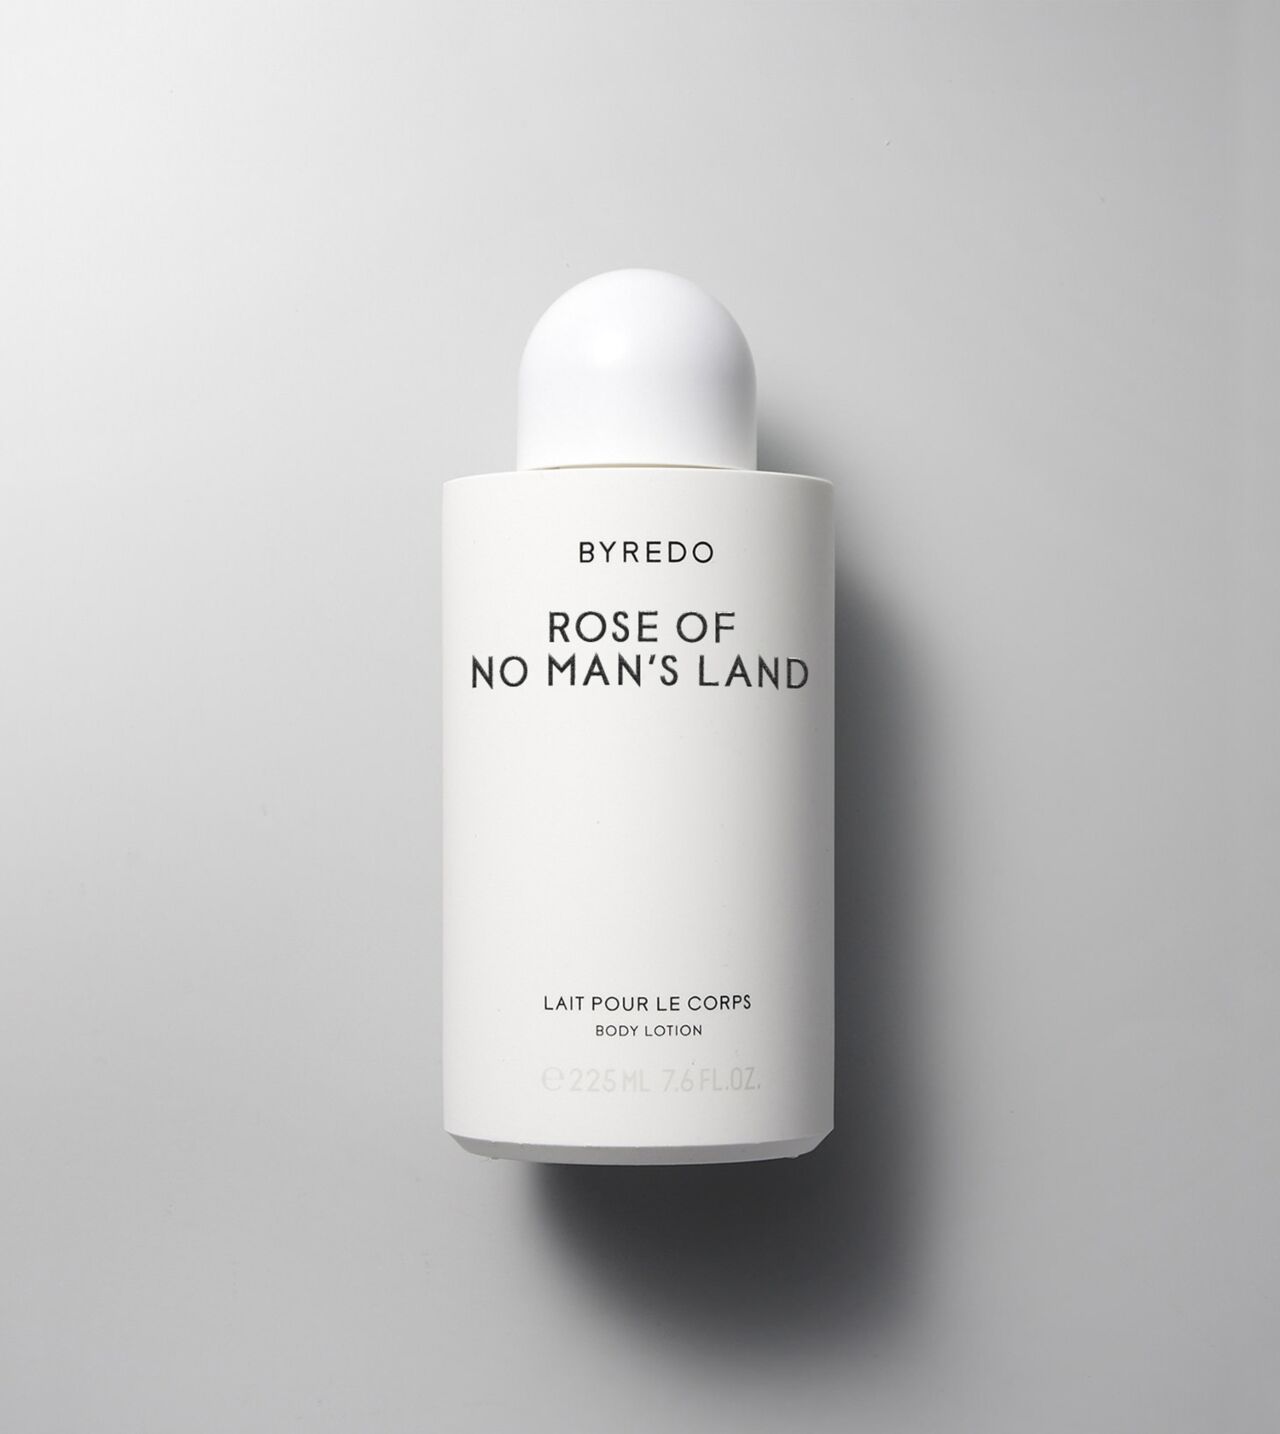 BYREDO
ROSE OF
NO MAN'S LAND
LAIT POUR LE CORPS
BODY LOTION
℮ 225 ML 7.6 FL.OZ.